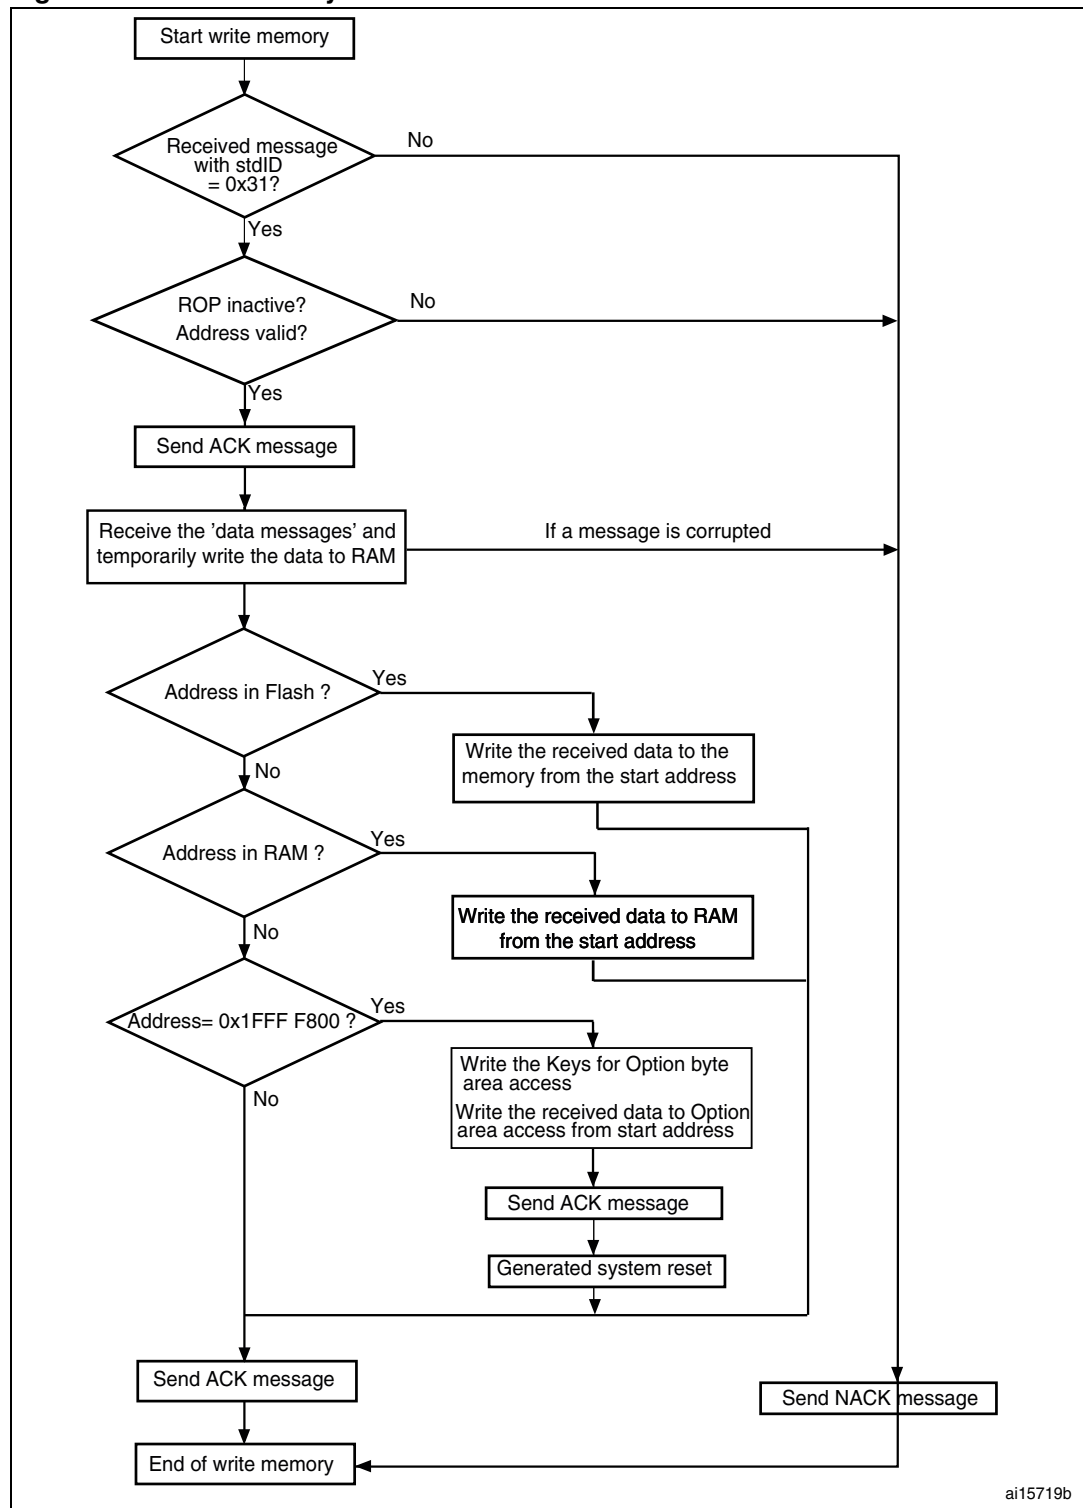 Start write memory
Received message
with stdID
= 0x31?
No
Yes
ROP inactive?
Address valid?
No
Yes
Send ACK message
Receive the 'data messages' and
temporarily write the data to RAM
If a message is corrupted
Address in Flash ?
Yes
Write the received data to the
memory from the start address
No
Address in RAM ?
Yes
Write the received data to RAM
from the start address
No
Address= 0x1FFF F800 ?
Yes
Write the Keys for Option byte
area access
Write the received data to Option
area access from start address
No
Send ACK message
Generated system reset
Send ACK message
Send NACK message
End of write memory
ai15719b